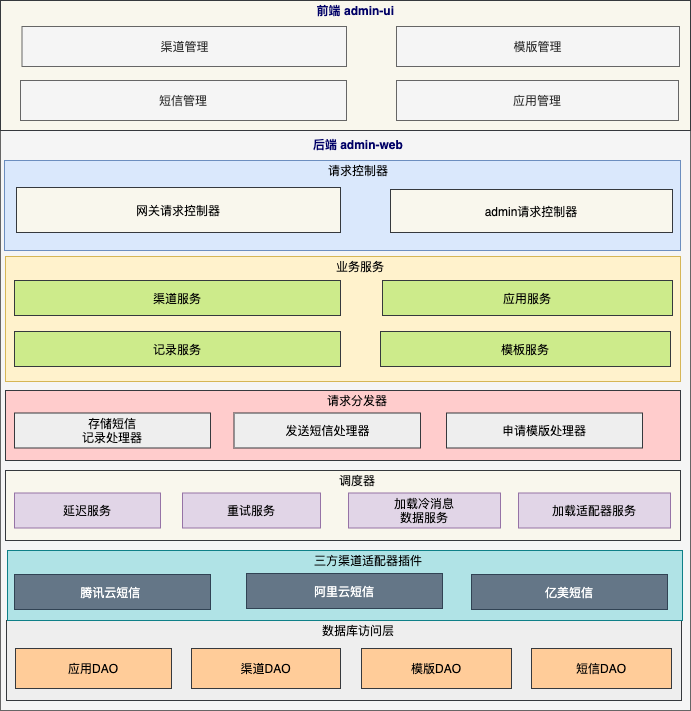 前端 admin-ui
渠道管理
模版管理
短信管理
应用管理
后端 admin-web
请求控制器
网关请求控制器
admin请求控制器
业务服务
渠道服务
应用服务
记录服务
模板服务
请求分发器
存储短信
记录处理器
发送短信处理器
申请模版处理器
调度器
延迟服务
重试服务
加载冷消息
数据服务
加载适配器服务
三方渠道适配器插件
腾讯云短信
阿里云短信
亿美短信
数据库访问层
应用DAO
渠道DAO
模版DAO
短信DAO